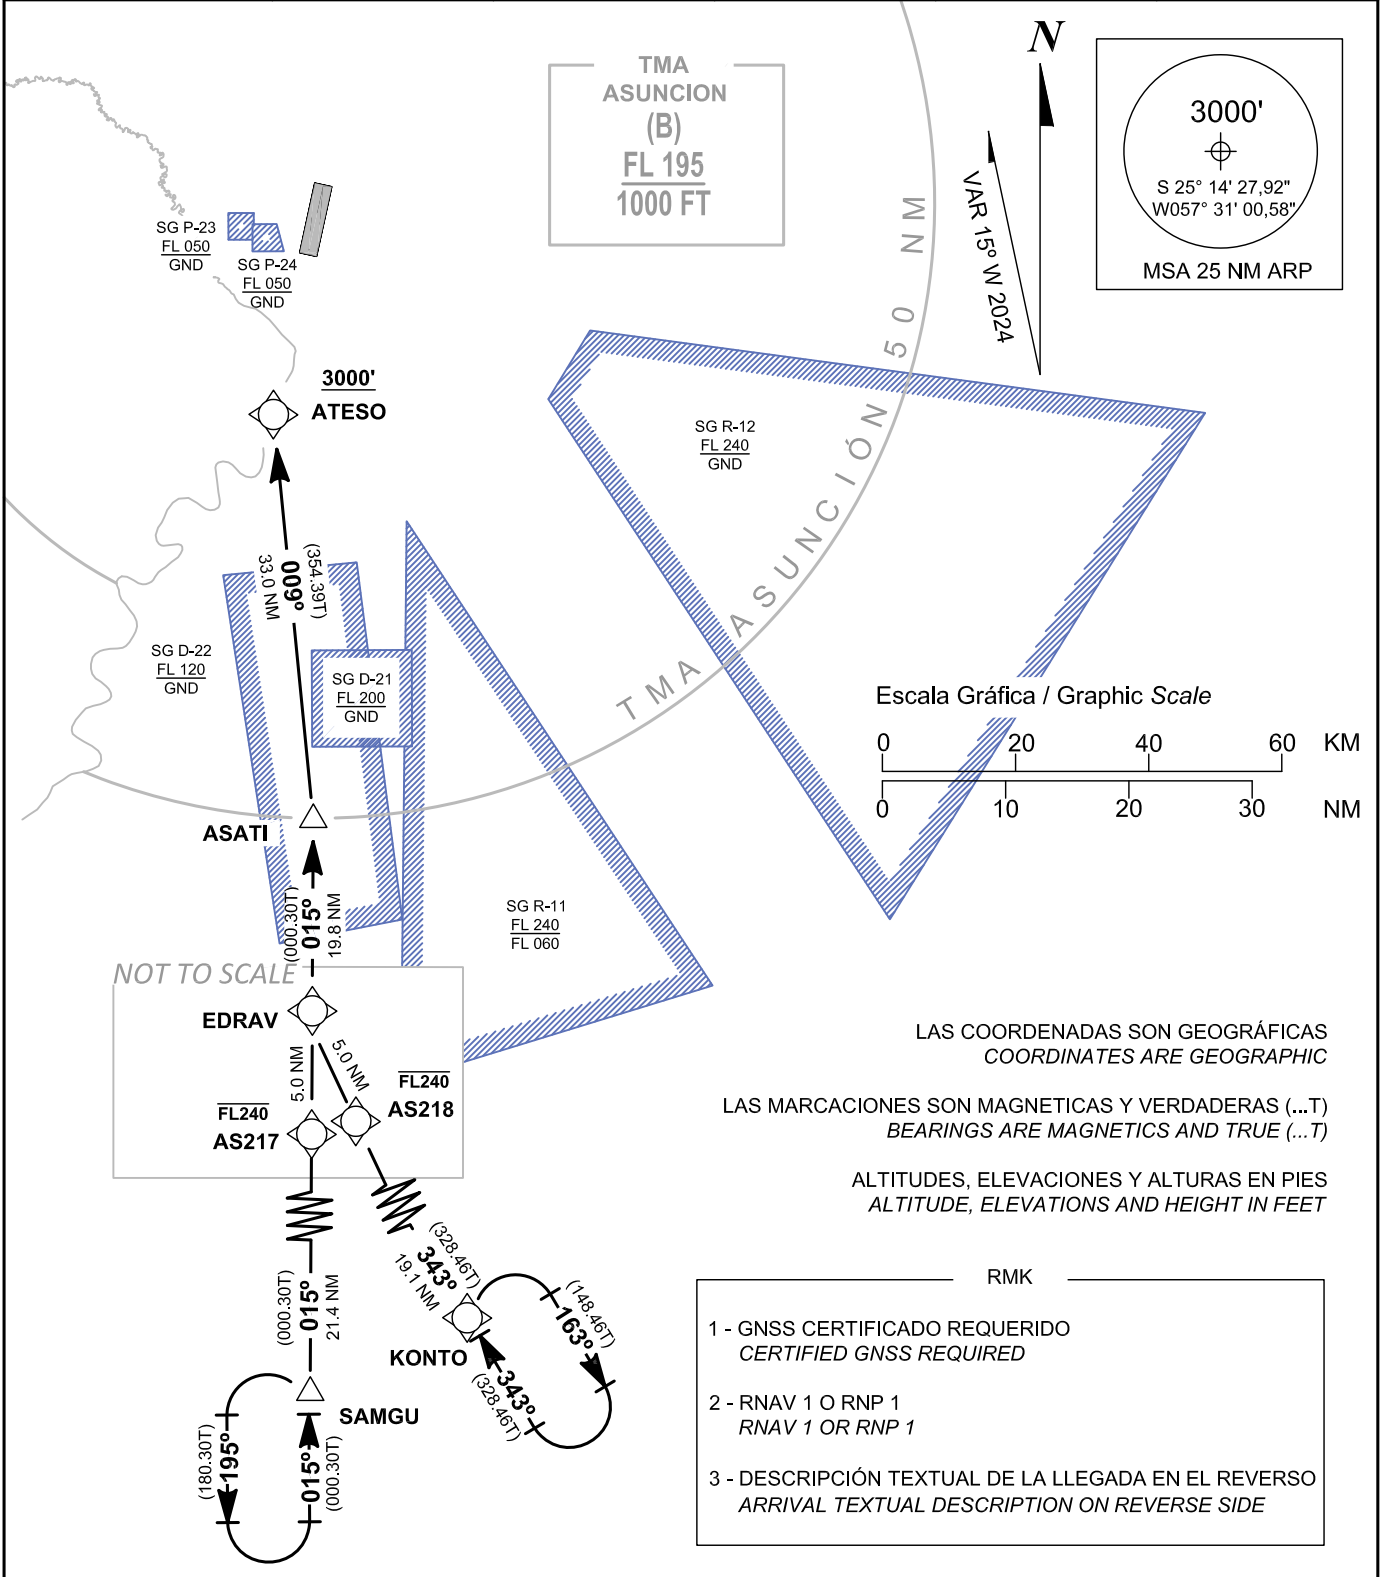 TMA
ASUNCION
(B)
FL 195
1000 FT
N
VAR 15º W 2024
3000'
S 25° 14' 27,92"
W057° 31' 00,58"
MSA 25 NM ARP
SG P-23
FL 050
GND
SG P-24
FL 050
GND
3000'
ATESO
TMA ASUNCIÓN 50 NM
SG R-12
FL 240
GND
(354.39T)
009º
33.0 NM
SG D-22
FL 120
GND
SG D-21
FL 200
GND
Escala Gráfica / Graphic Scale
0 20 40 60 KM
0 10 20 30 NM
ASATI
(000.30T)
015º
19.8 NM
SG R-11
FL 240
FL 060
NOT TO SCALE
EDRAV
5.0 NM
5.0 NM
FL240
AS218
FL240
AS217
LAS COORDENADAS SON GEOGRÁFICAS
COORDINATES ARE GEOGRAPHIC
LAS MARCACIONES SON MAGNETICAS Y VERDADERAS (...T)
BEARINGS ARE MAGNETICS AND TRUE (...T)
ALTITUDES, ELEVACIONES Y ALTURAS EN PIES
ALTITUDE, ELEVATIONS AND HEIGHT IN FEET
(328.46T)
343º
19.1 NM
(000.30T)
015º
21.4 NM
KONTO
(148.46T)
163º
343º
(328.46T)
SAMGU
(180.30T)
195º
015º
(000.30T)
RMK
1 - GNSS CERTIFICADO REQUERIDO
CERTIFIED GNSS REQUIRED
2 - RNAV 1 O RNP 1
RNAV 1 OR RNP 1
3 - DESCRIPCIÓN TEXTUAL DE LA LLEGADA EN EL REVERSO
ARRIVAL TEXTUAL DESCRIPTION ON REVERSE SIDE